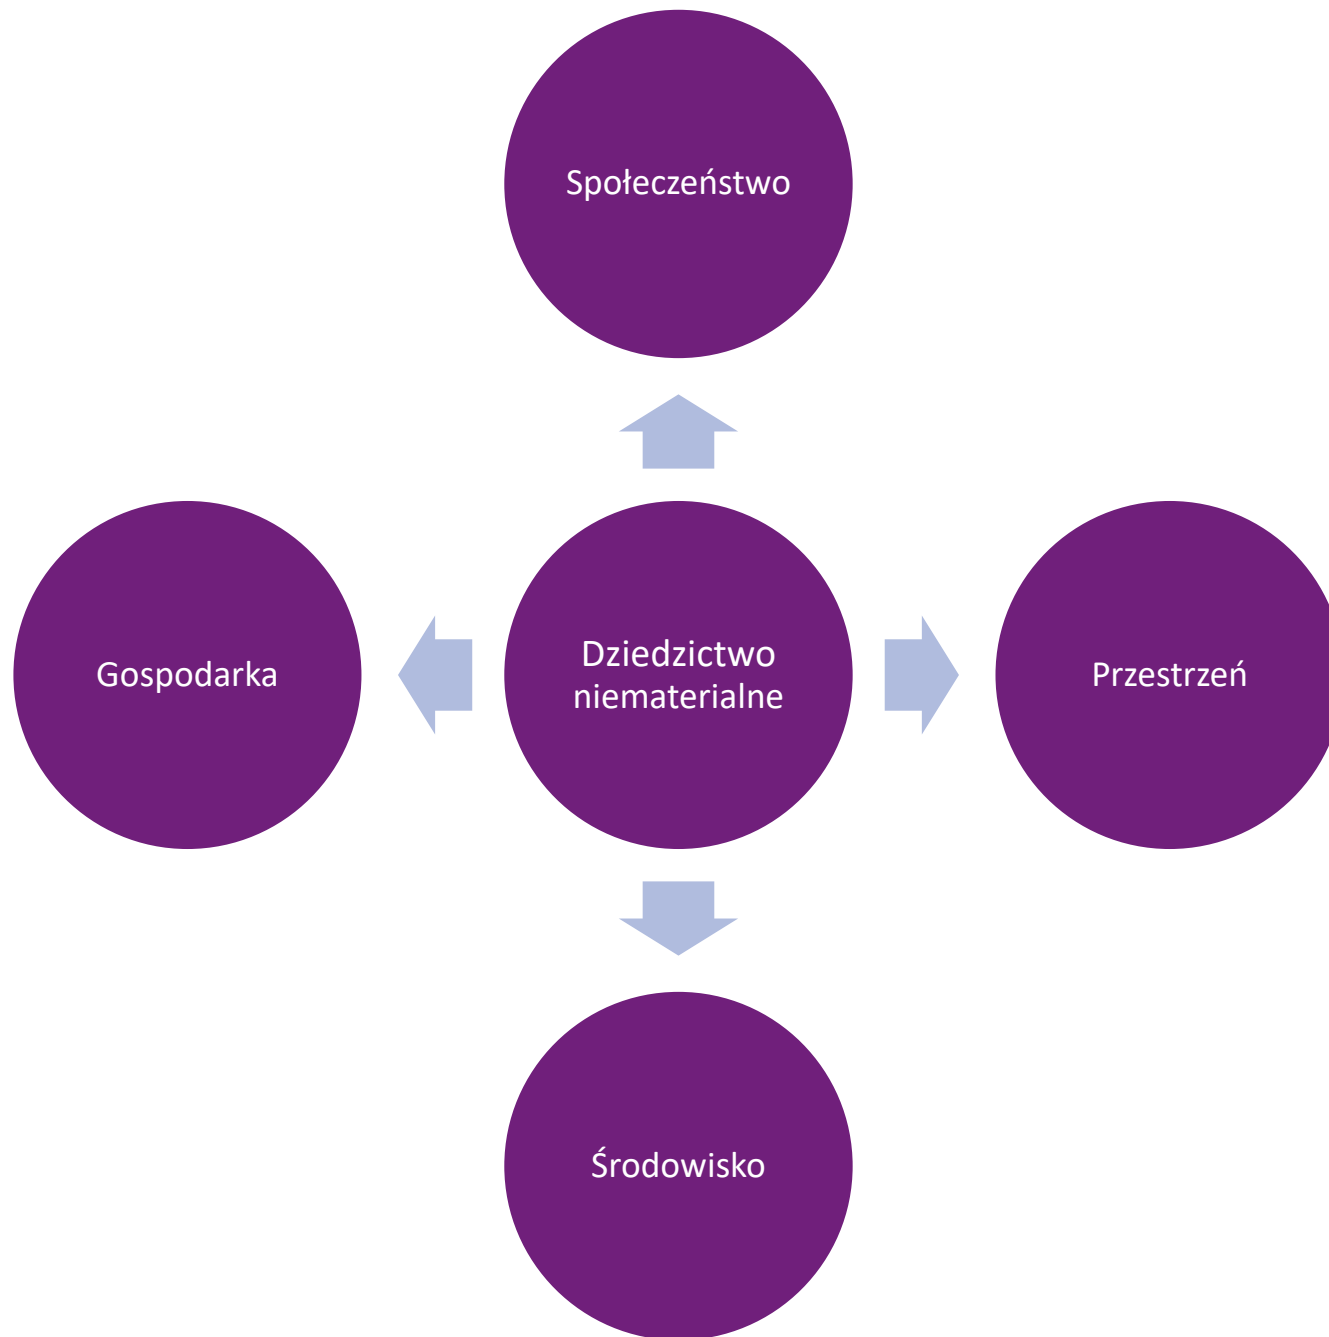 Społeczeństwo
Gospodarka
Dziedzictwo
niematerialne
Przestrzeń
Środowisko